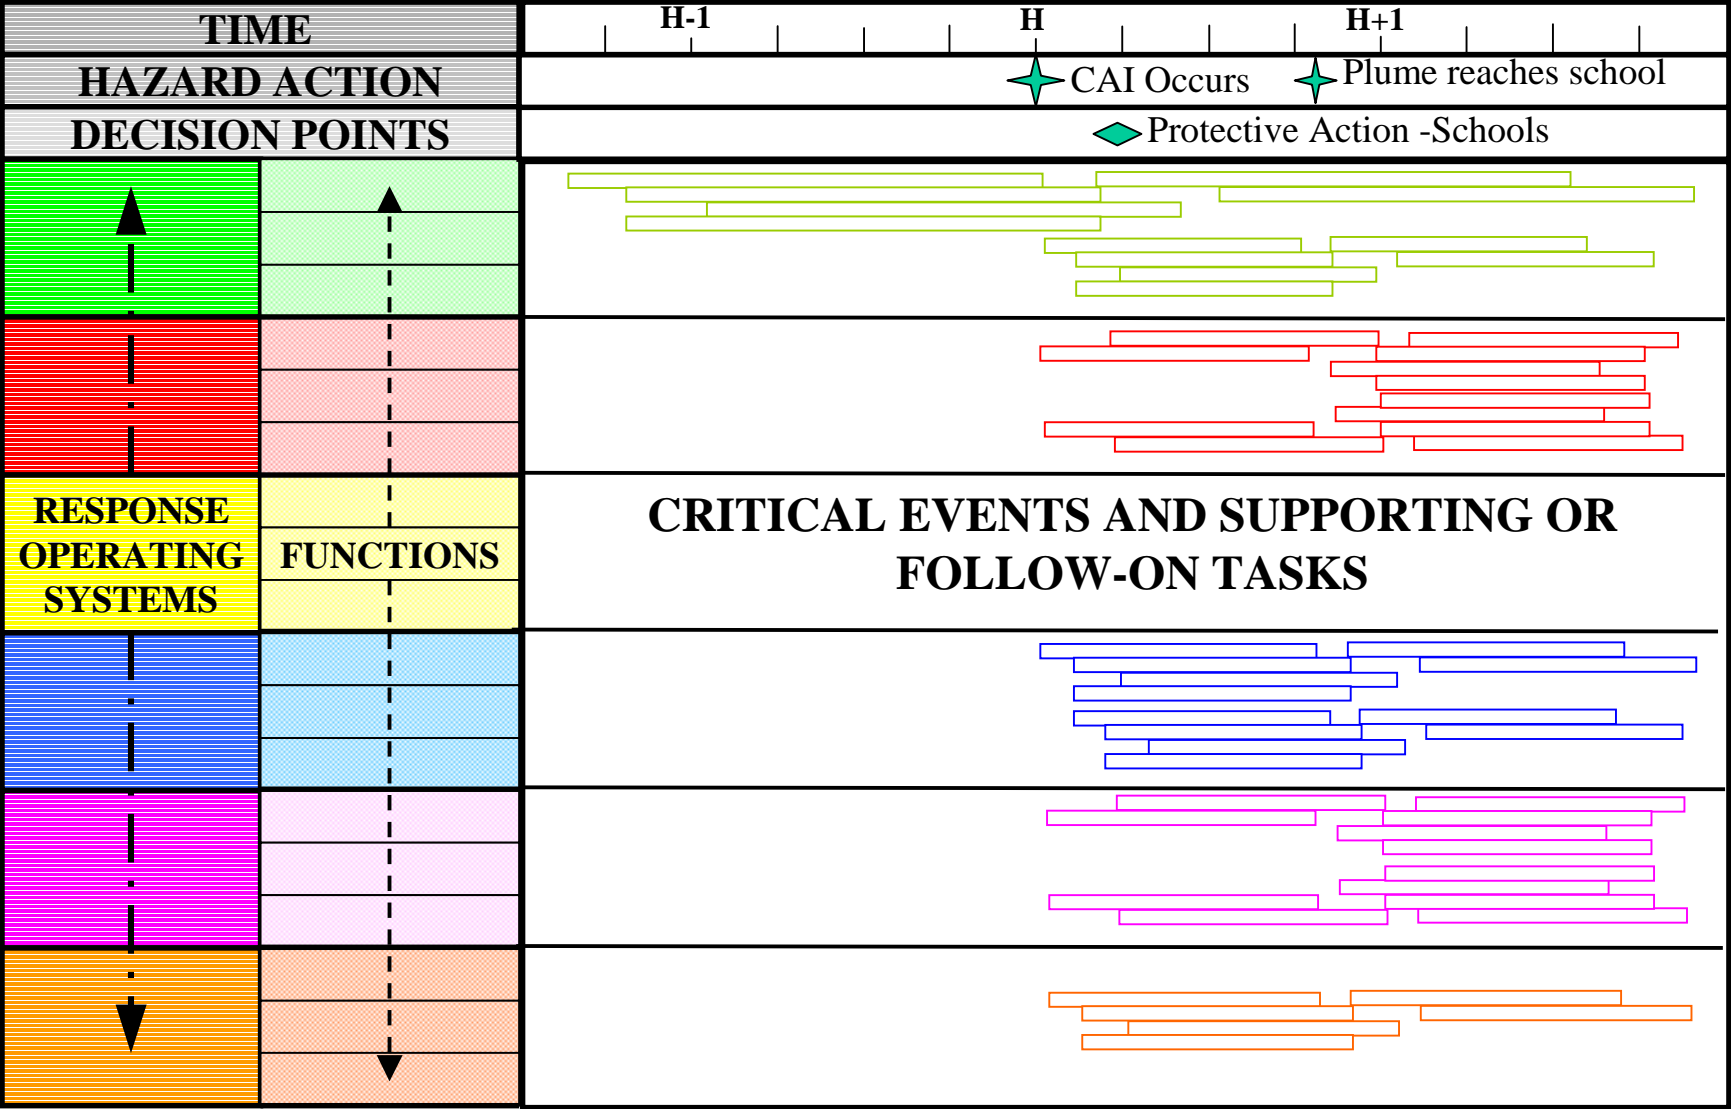 TIME
H-1
H
H+1
HAZARD ACTION
CAI Occurs
Plume reaches school
DECISION POINTS
Protective Action -Schools
RESPONSE
OPERATING
SYSTEMS
FUNCTIONS
CRITICAL EVENTS AND SUPPORTING OR
FOLLOW-ON TASKS